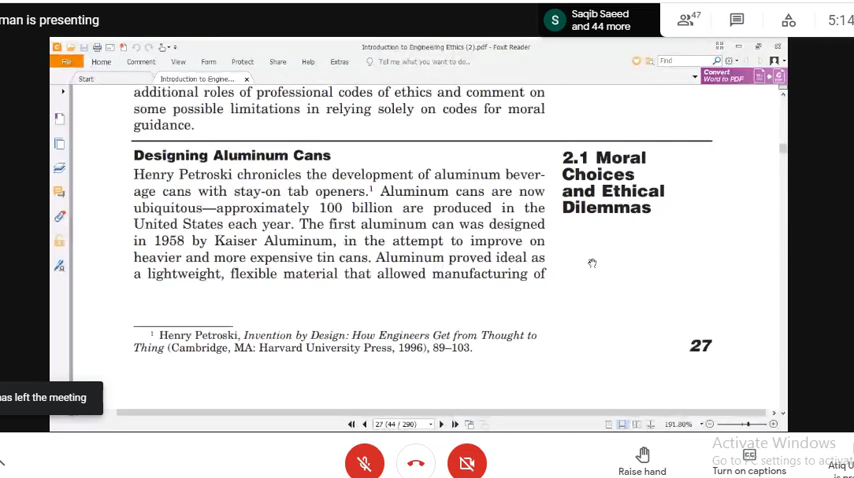 man is presenting
S
Saqib Saeed
and 44 more
47
5:14
Introduction to Engineering Ethics (2).pdf - Foxit Reader
File
Home
Comment
View
Form
Protect
Share
Help
Extras
Tell me what you want to do..
Find
Start
Introduction to Engine...
Convert
Word to PDF
additional roles of professional codes of ethics and comment on
some possible limitations in relying solely on codes for moral
guidance.
Designing Aluminum Cans
Henry Petroski chronicles the development of aluminum bever-
age cans with stay-on tab openers.¹ Aluminum cans are now
ubiquitous—approximately 100 billion are produced in the
United States each year. The first aluminum can was designed
in 1958 by Kaiser Aluminum, in the attempt to improve on
heavier and more expensive tin cans. Aluminum proved ideal as
a lightweight, flexible material that allowed manufacturing of
2.1 Moral
Choices
and Ethical
Dilemmas
¹ Henry Petroski, Invention by Design: How Engineers Get from Thought to
Thing (Cambridge, MA: Harvard University Press, 1996), 89–103.
27
has left the meeting
27 (44 / 290)
191.80%
Activate Windows
Go to PC settings to activat
Raise hand
Turn on captions
Atiq U
is pre